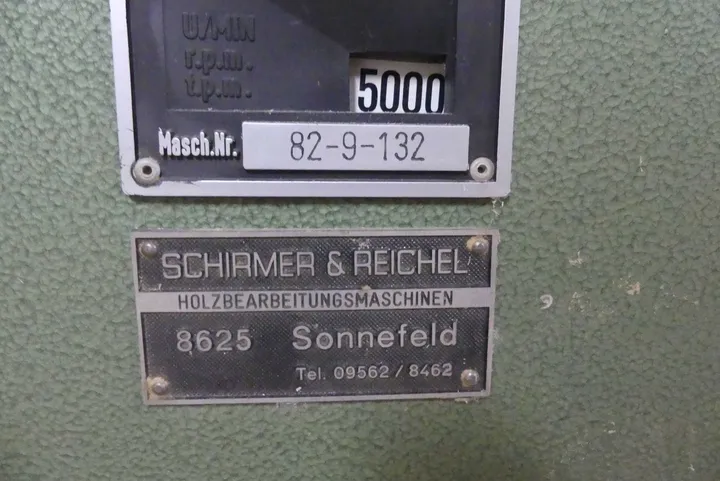 U/MIN
r.p.m.
t.p.m.
5000
Masch.Nr. 82-9-132
SCHIRMER & REICHEL
HOLZBEARBEITUNGSMASCHINEN
8625 Sonnefeld
Tel. 09562/8462